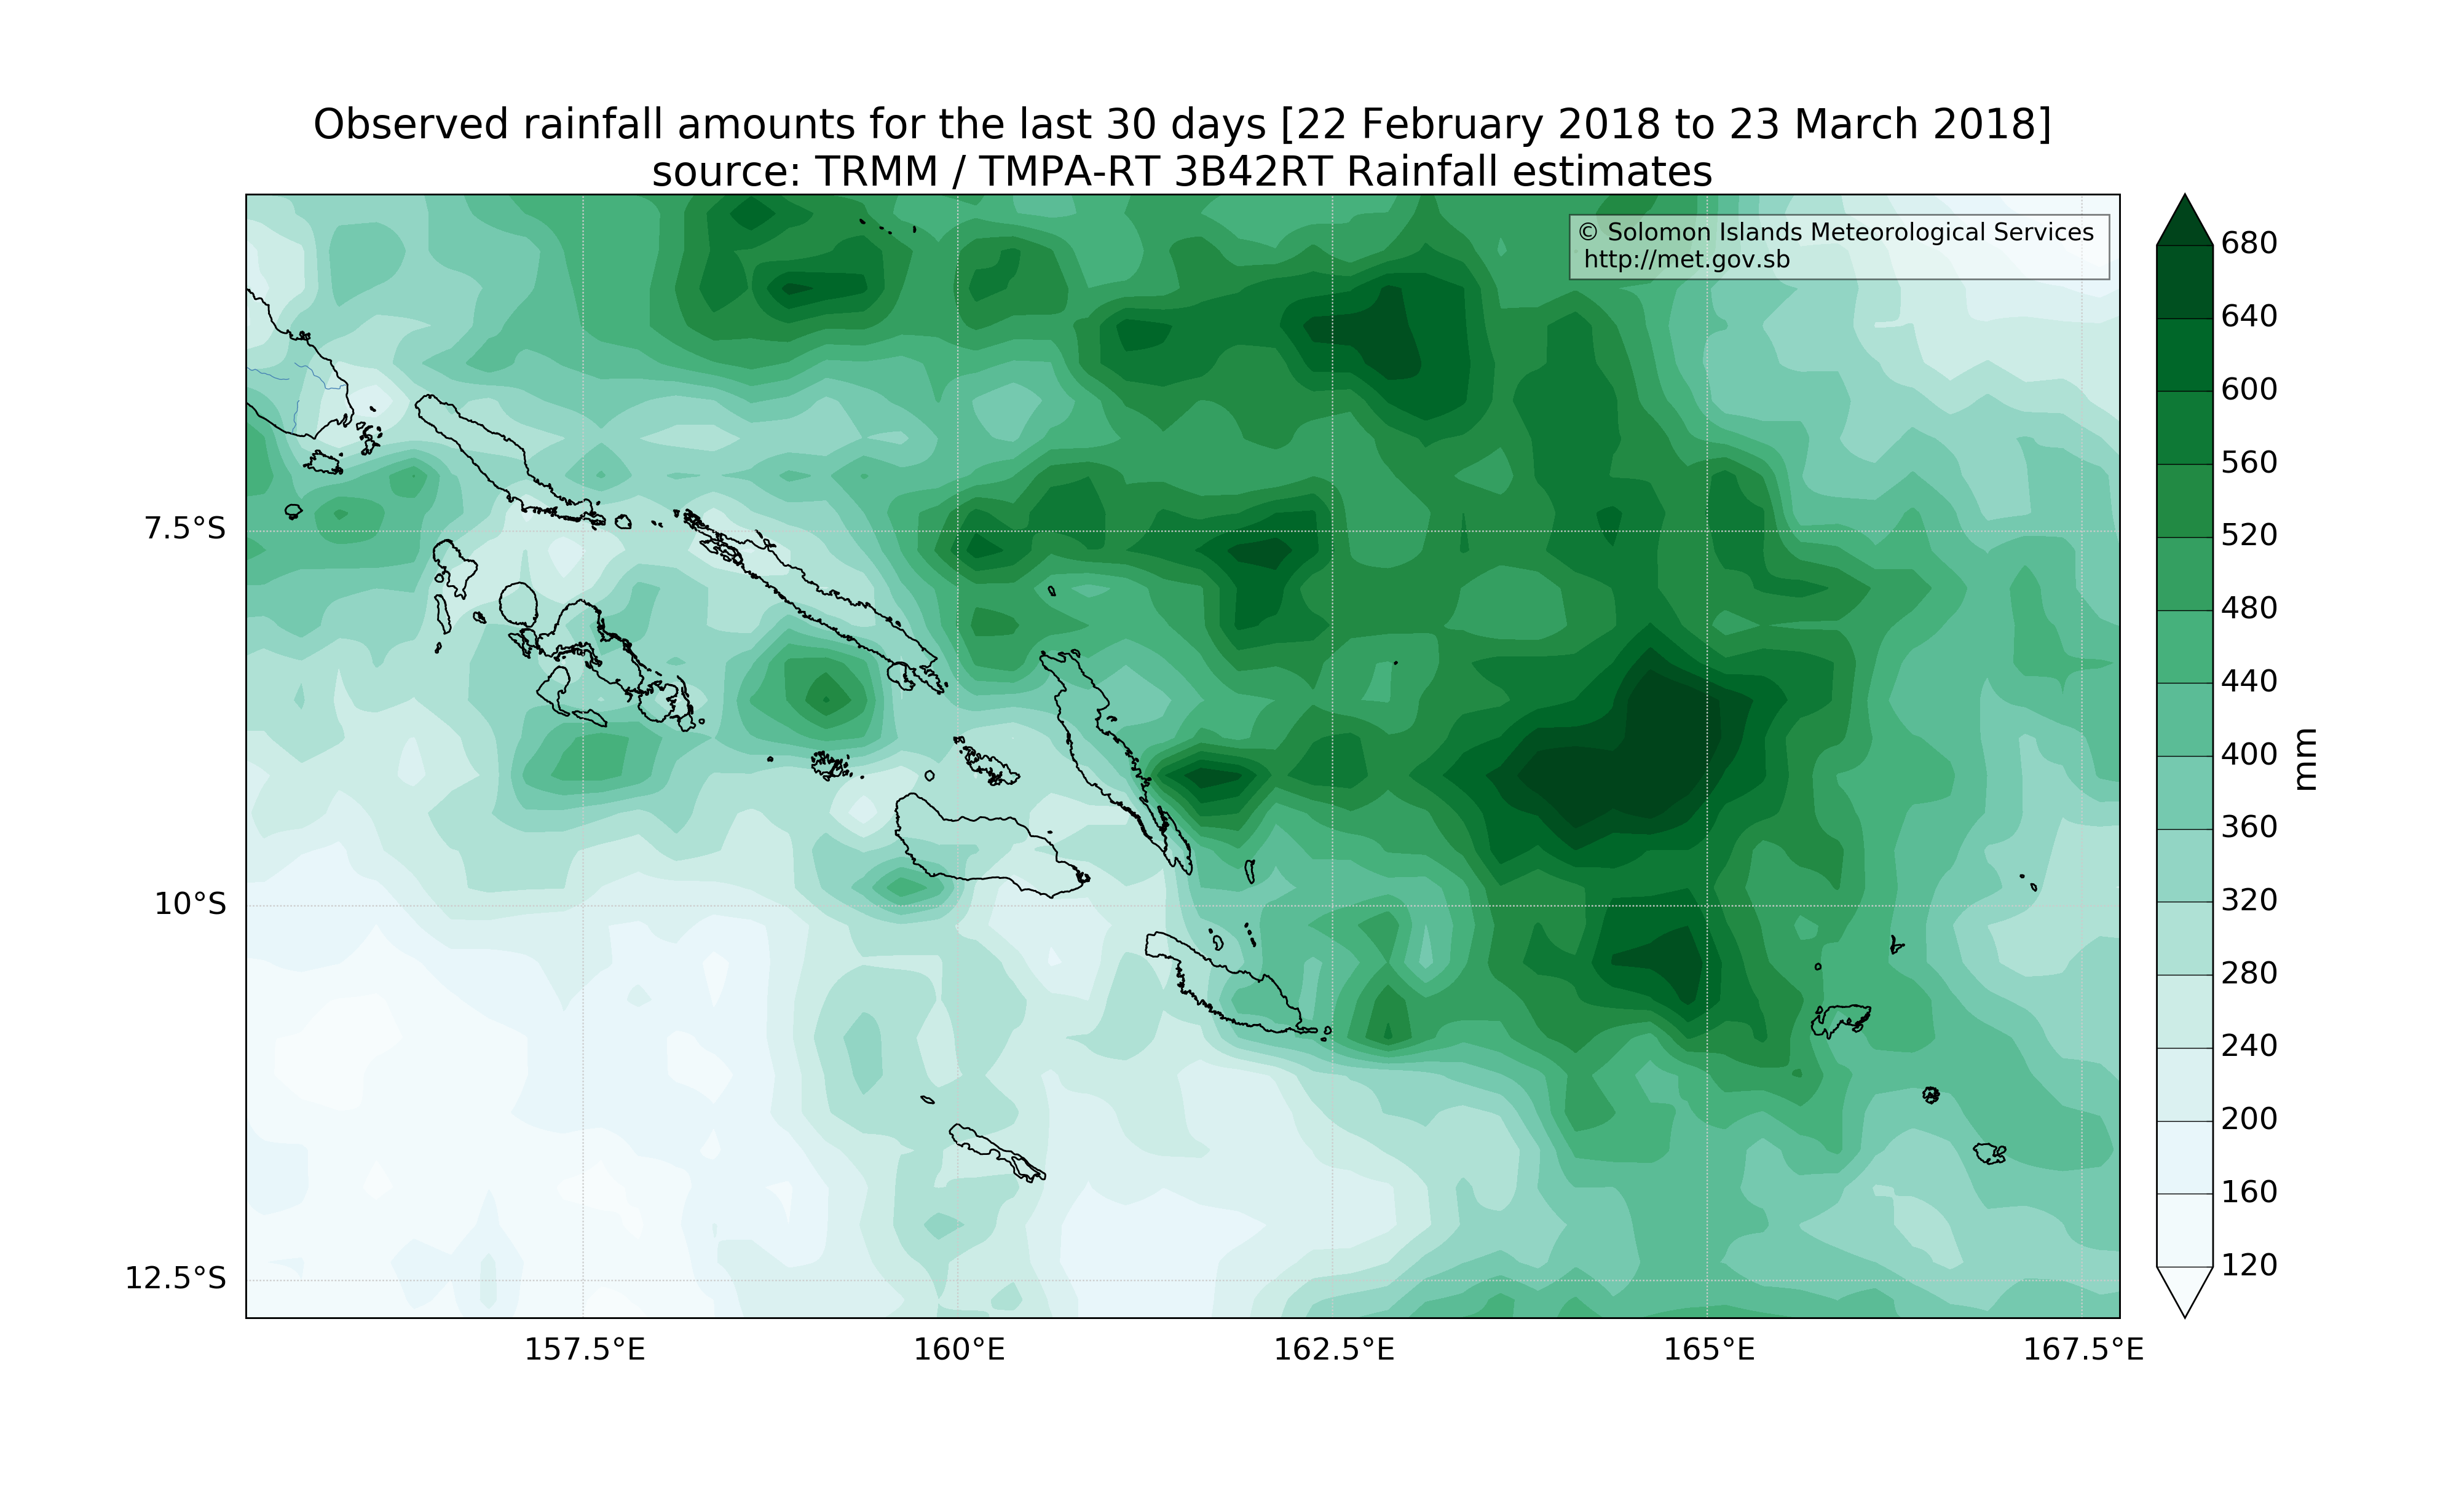 Observed rainfall amounts for the last 30 days [22 February 2018 to 23 March 2018]
source: TRMM / TMPA-RT 3B42RT Rainfall estimates
© Solomon Islands Meteorological Services
http://met.gov.sb
680
640
600
560
520
480
440
400
360
320
280
240
200
160
120
mm
7.5°S
10°S
12.5°S
157.5°E
160°E
162.5°E
165°E
167.5°E